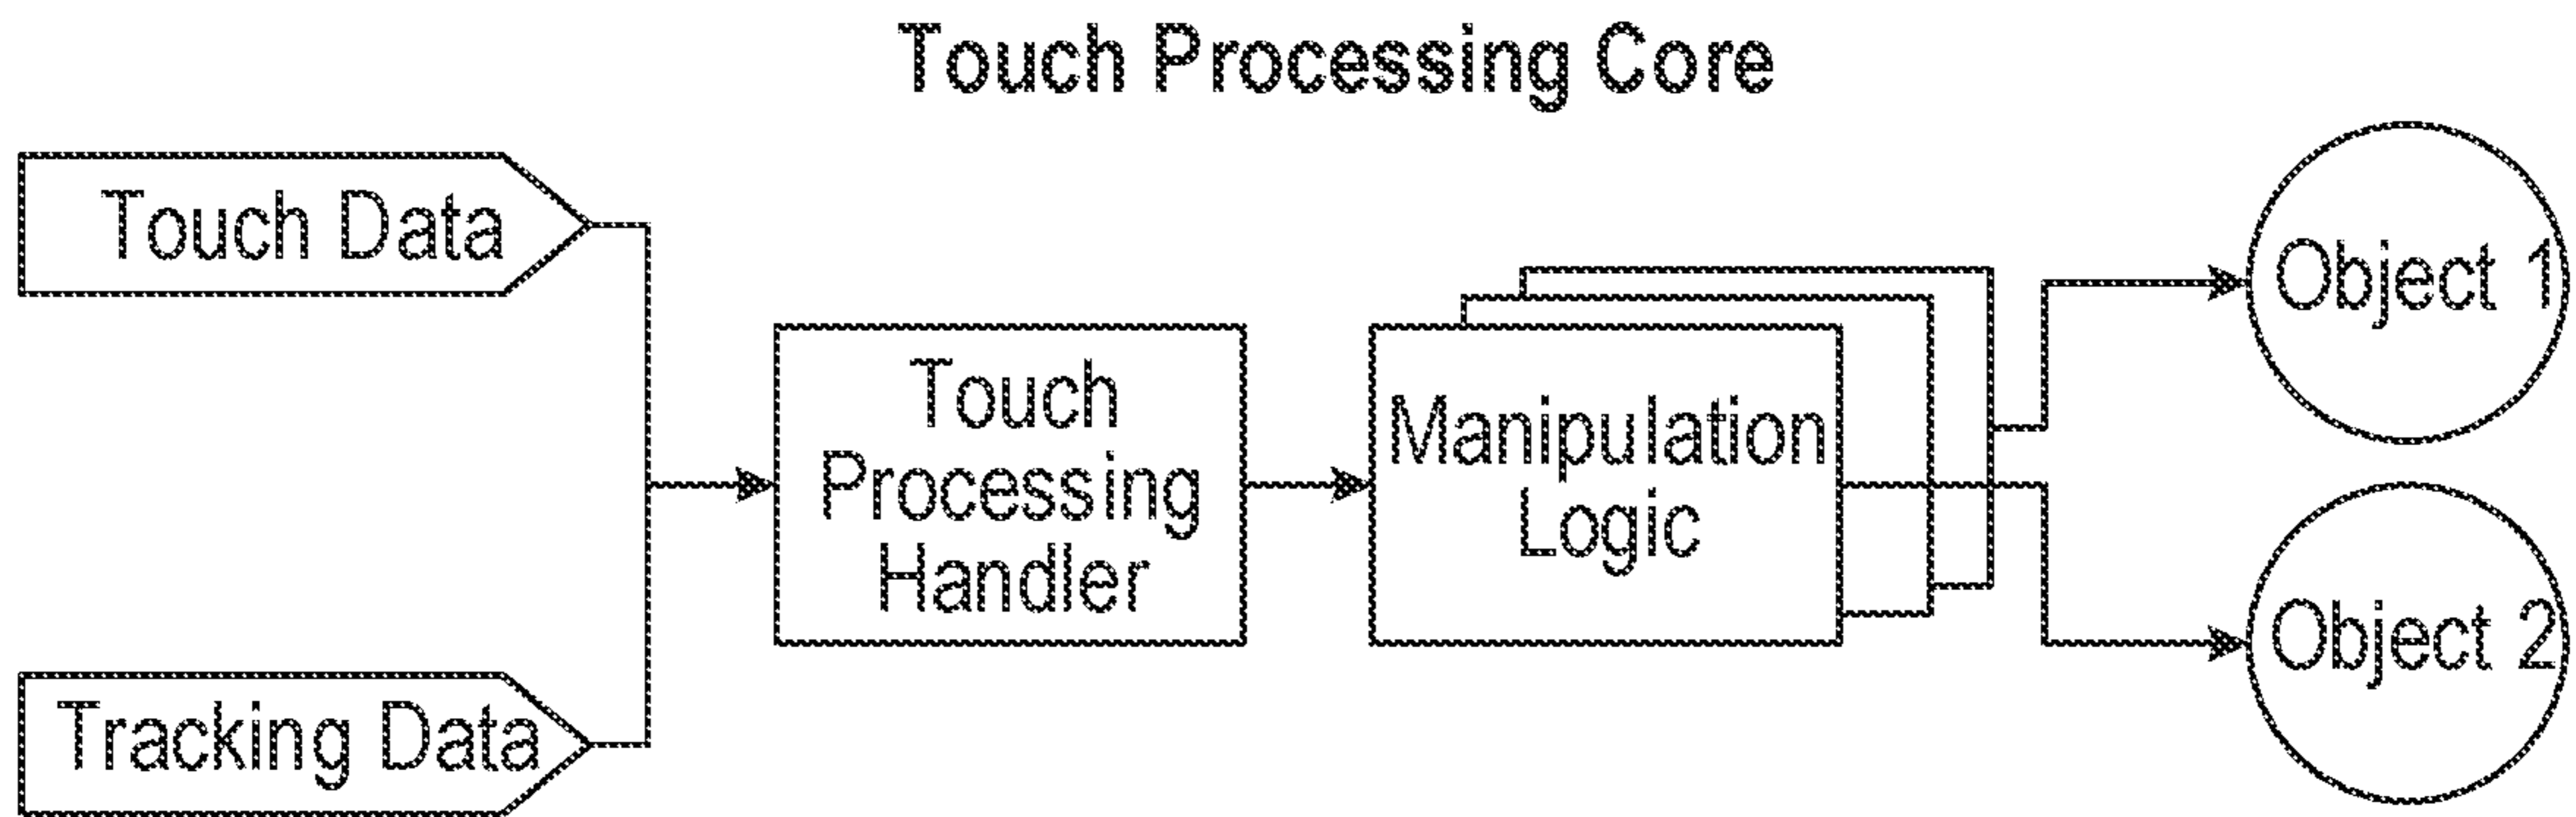 Touch Processing Core
Touch Data
Tracking Data
Touch
Processing
Handler
Manipulation
Logic
Object 1
Object 2